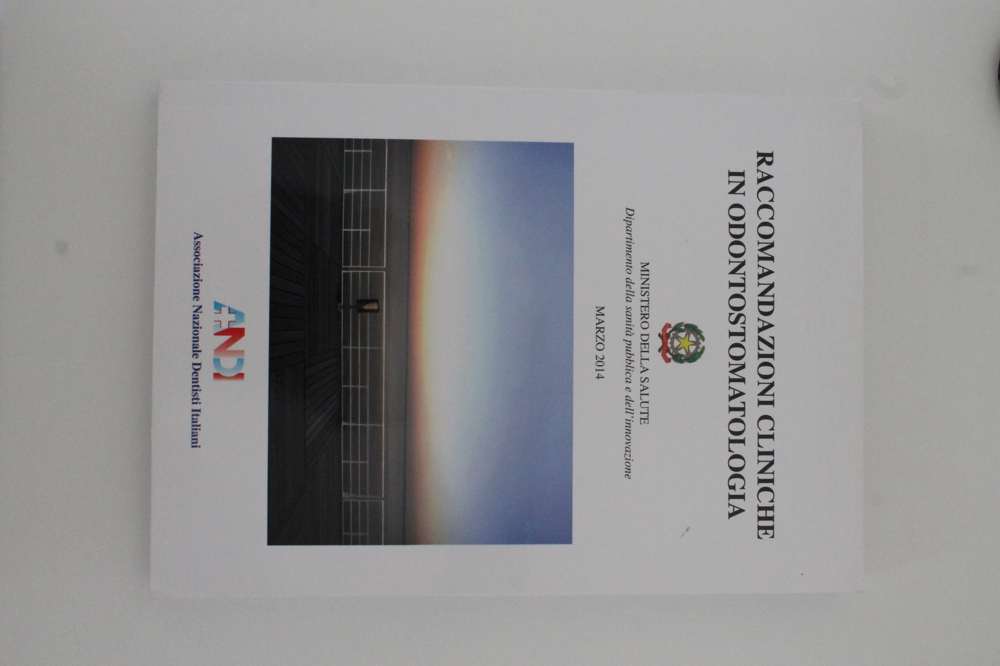 RACCOMANDAZIONI CLINICHE
IN ODONTOSTOMATOLOGIA
MINISTERO DELLA SALUTE
Dipartimento della sanità pubblica e dell'innovazione
MARZO 2014
ANDI
Associazione Nazionale Dentisti Italiani